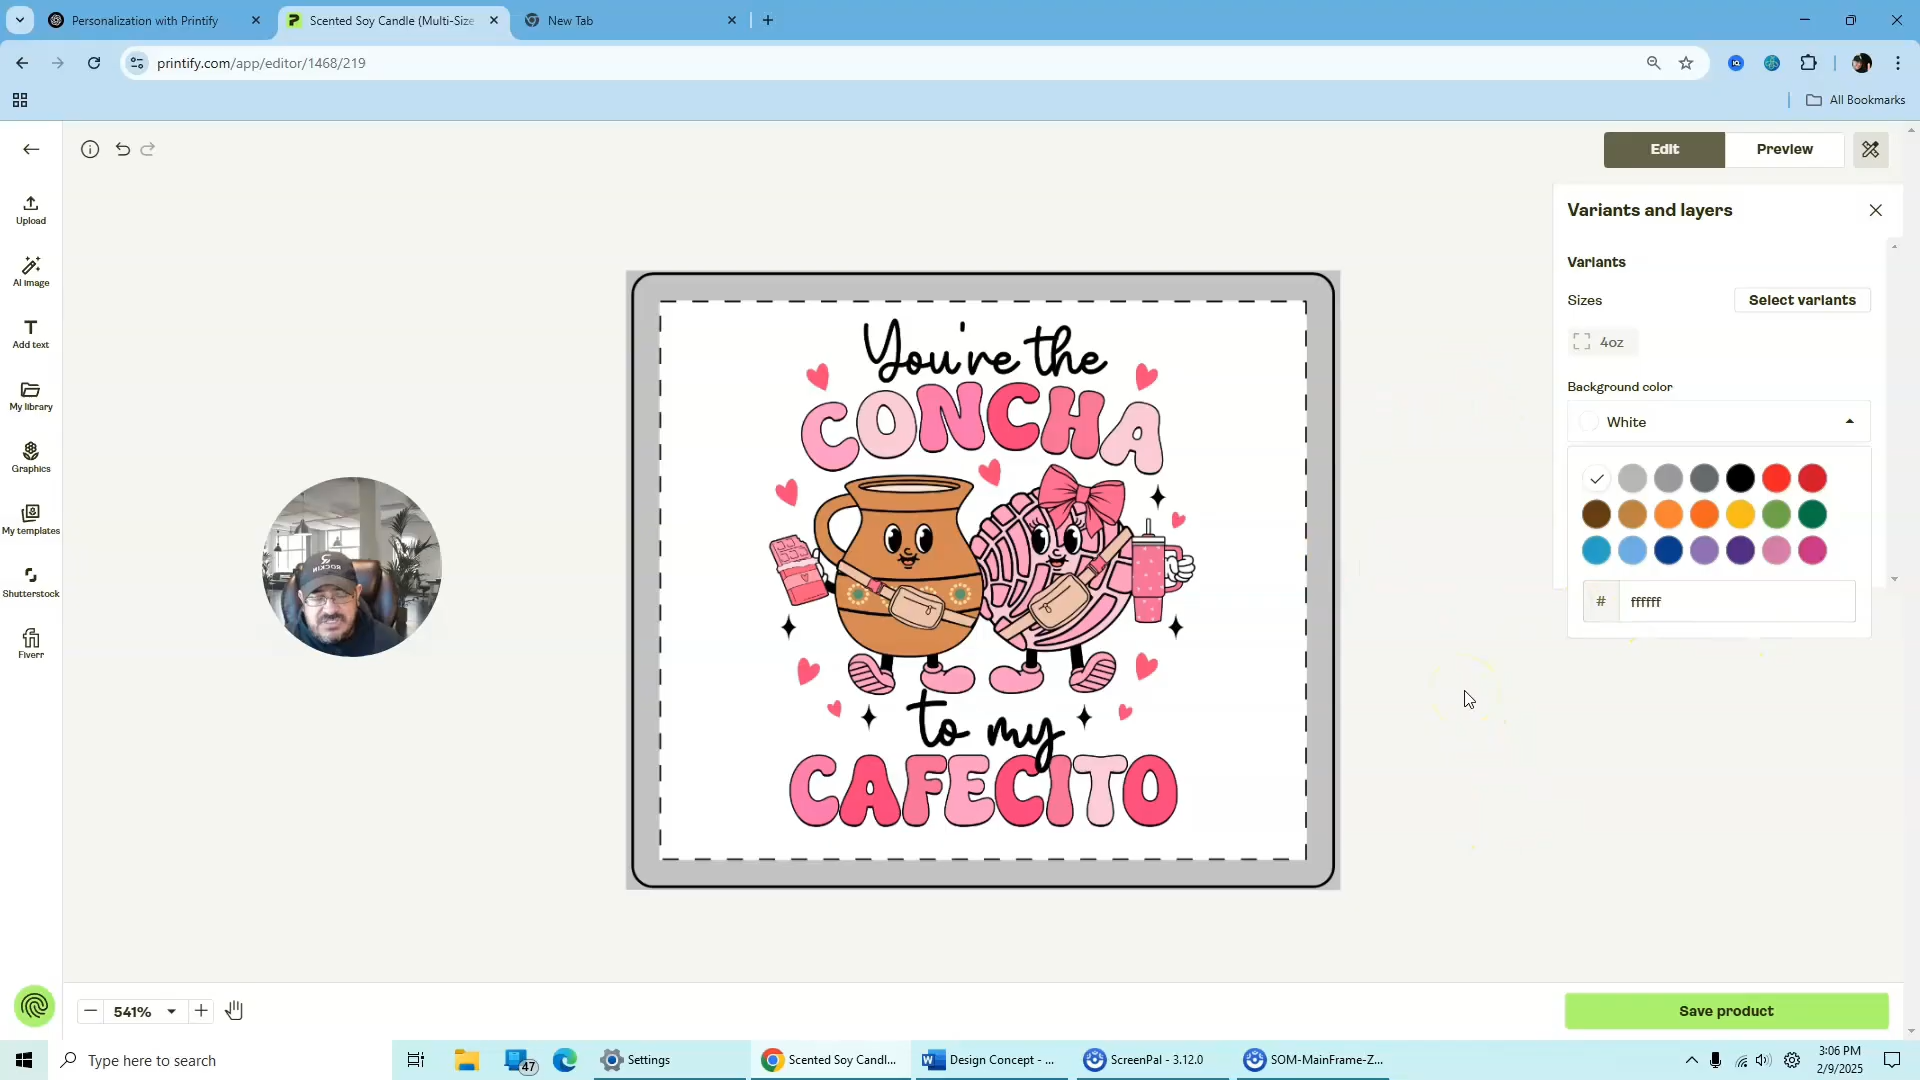 Personalization with Printify
Scented Soy Candle (Multi-Size
New Tab
printify.com/app/editor/1468/219
All Bookmarks
Edit
Preview
Upload
AI image
Add text
My library
Graphics
My templates
Shutterstock
Fiverr
Variants and layers
Variants
Sizes
Select variants
4oz
Background color
White
# ffffff
You're the
CONCHA
to my
CAFECITO
541%
Save product
Type here to search
47
Settings
Scented Soy Candl...
Design Concept - ...
ScreenPal - 3.12.0
SOM-MainFrame-Z...
3:06 PM
2/9/2025